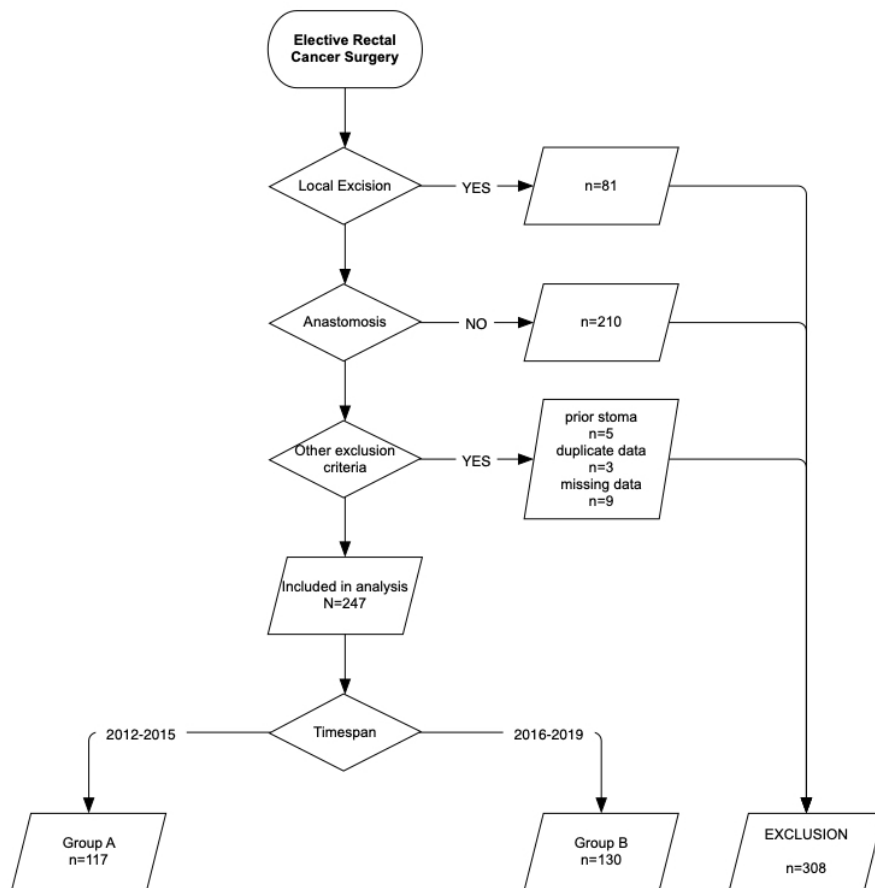 Elective Rectal
Cancer Surgery
Local Excision
YES
n=81
Anastomosis
NO
n=210
Other exclusion
criteria
YES
prior stoma
n=5
duplicate data
n=3
missing data
n=9
Included in analysis
N=247
Timespan
2012-2015
2016-2019
Group A
n=117
Group B
n=130
EXCLUSION
n=308